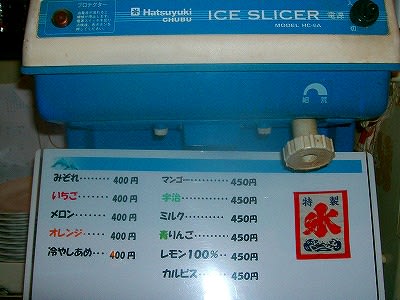 プロテクター
Hatsuyuki
CHUBU
ICE SLICER
MODEL HC-8A
電源
切
細 荒
みぞれ………400円
いちご………400円
メロン………400円
オレンジ……400円
冷やしあめ…400円
マンゴー……450円
宇治…………450円
ミルク………450円
青りんご……450円
レモン100%…450円
カルピス……450円
特製
氷